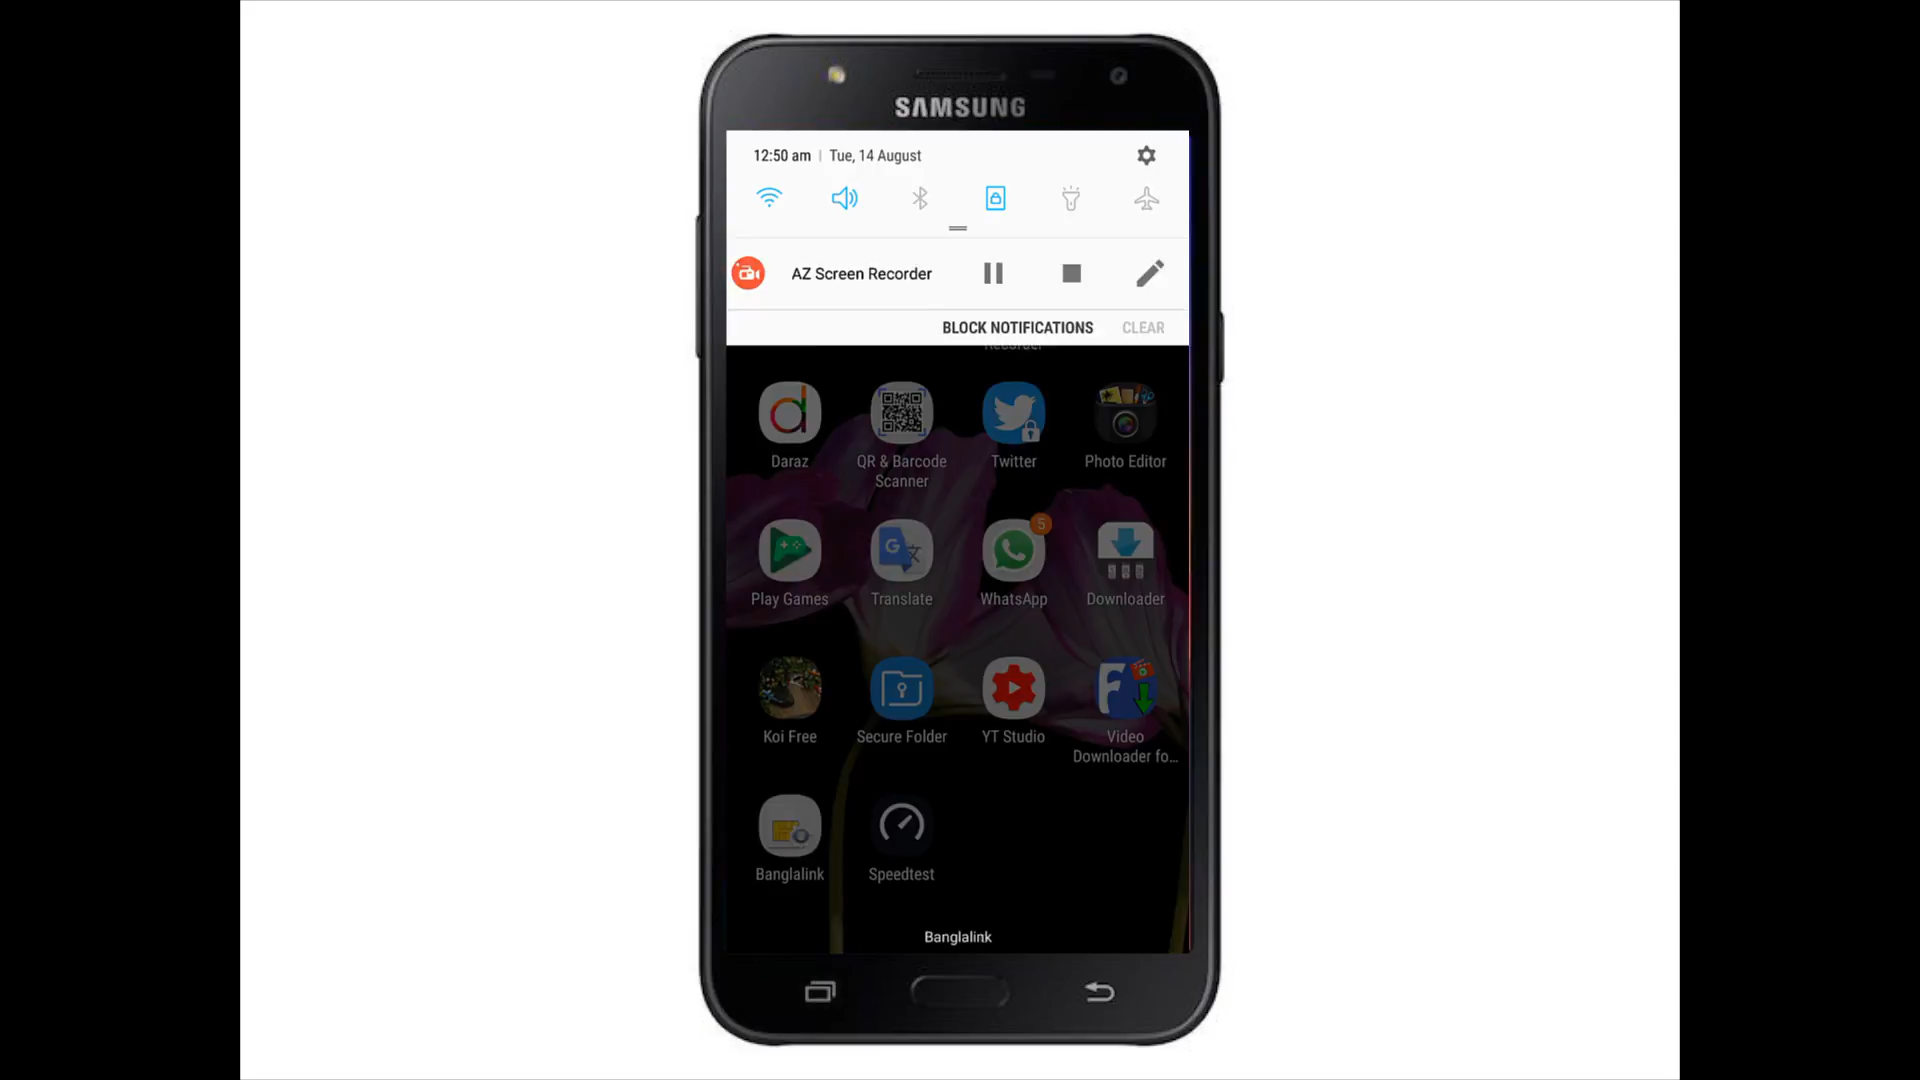 SAMSUNG
12:50 am | Tue, 14 August
AZ Screen Recorder
BLOCK NOTIFICATIONS CLEAR
Recorder
Daraz
QR & Barcode Scanner
Twitter
Photo Editor
Play Games
Translate
5
WhatsApp
Downloader
Koi Free
Secure Folder
YT Studio
Video
Downloader fo...
Banglalink
Speedtest
Banglalink